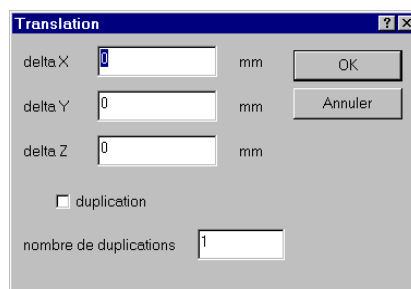 Translation ? ×
delta X 0 mm OK
delta Y 0 mm Annuler
delta Z 0 mm
duplication
nombre de duplications 1